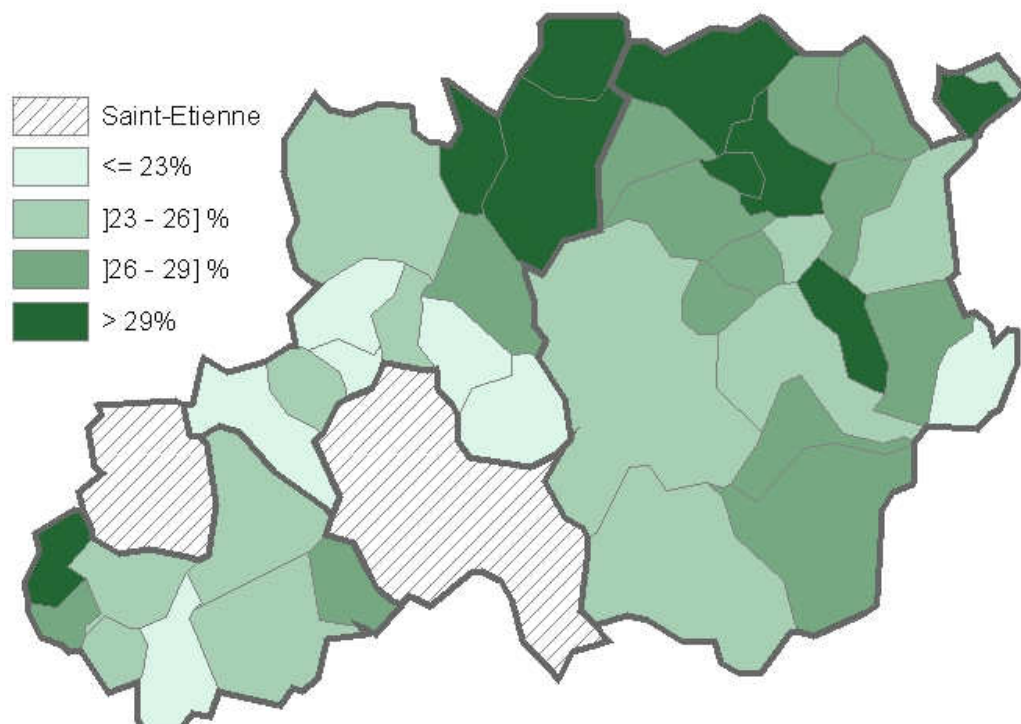 Saint-Etienne
<= 23%
]23 - 26] %
]26 - 29] %
> 29%